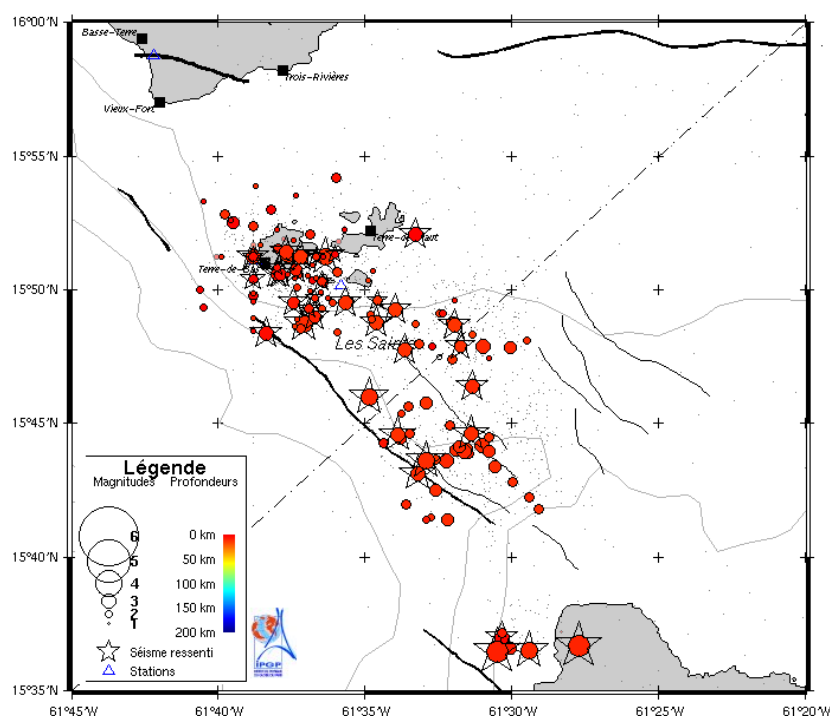 16°00'N
Basse-Terre
Trois-Rivières
Vieux-Fort
15°55'N
Terre-de-Haut
Terre-de-Bas
15°50'N
Les Saintes
15°45'N
Légende
Magnitudes Profondeurs
6
5
4
3
2
1
0 km
50 km
100 km
150 km
200 km
Séisme ressenti
Stations
15°40'N
IPGP
15°35'N
61°45'W 61°40'W 61°35'W 61°30'W 61°25'W 61°20'W